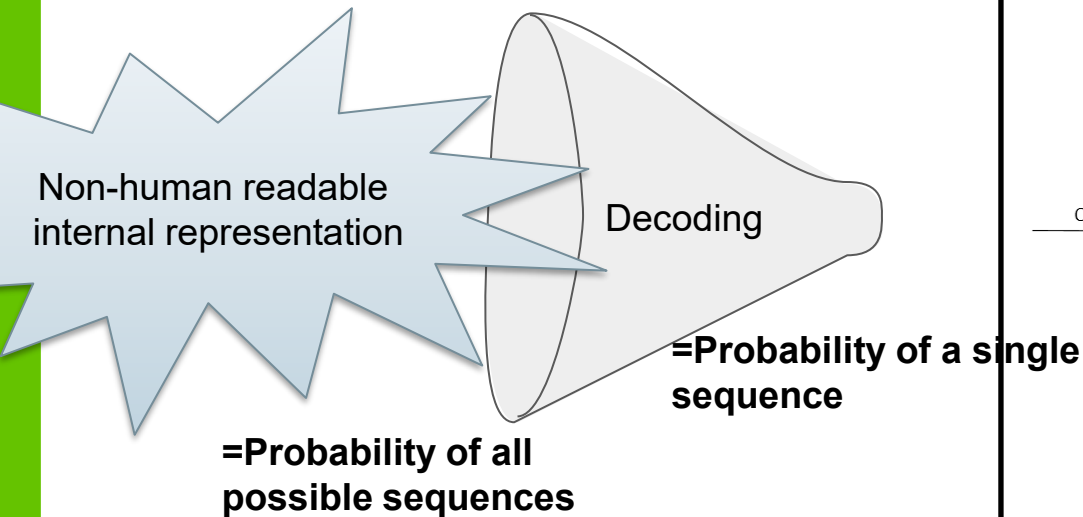 Non-human readable
internal representation
Decoding
=Probability of a single
sequence
=Probability of all
possible sequences